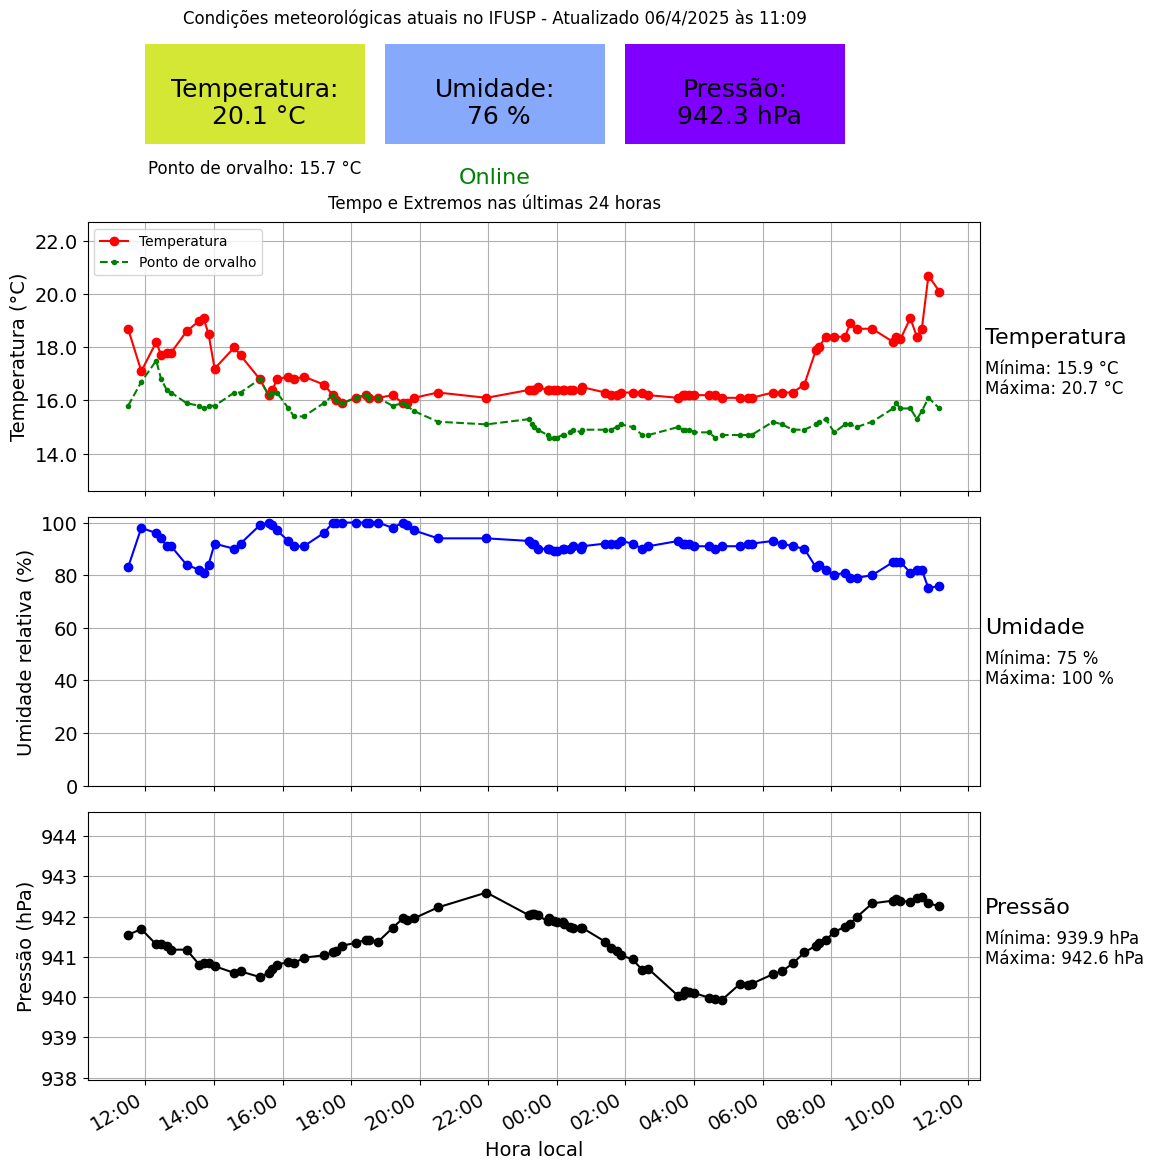 Condições meteorológicas atuais no IFUSP - Atualizado 06/4/2025 às 11:09
Temperatura:
20.1 °C
Umidade:
76 %
Pressão:
942.3 hPa
Ponto de orvalho: 15.7 °C
Online
Tempo e Extremos nas últimas 24 horas
Temperatura (°C)
22.0
20.0
18.0
16.0
14.0
Temperatura
Ponto de orvalho
Temperatura
Mínima: 15.9 °C
Máxima: 20.7 °C
Umidade relativa (%)
100
80
60
40
20
0
Umidade
Mínima: 75 %
Máxima: 100 %
Pressão (hPa)
944
943
942
941
940
939
938
Pressão
Mínima: 939.9 hPa
Máxima: 942.6 hPa
12:00 14:00 16:00 18:00 20:00 22:00 00:00 02:00 04:00 06:00 08:00 10:00 12:00
Hora local